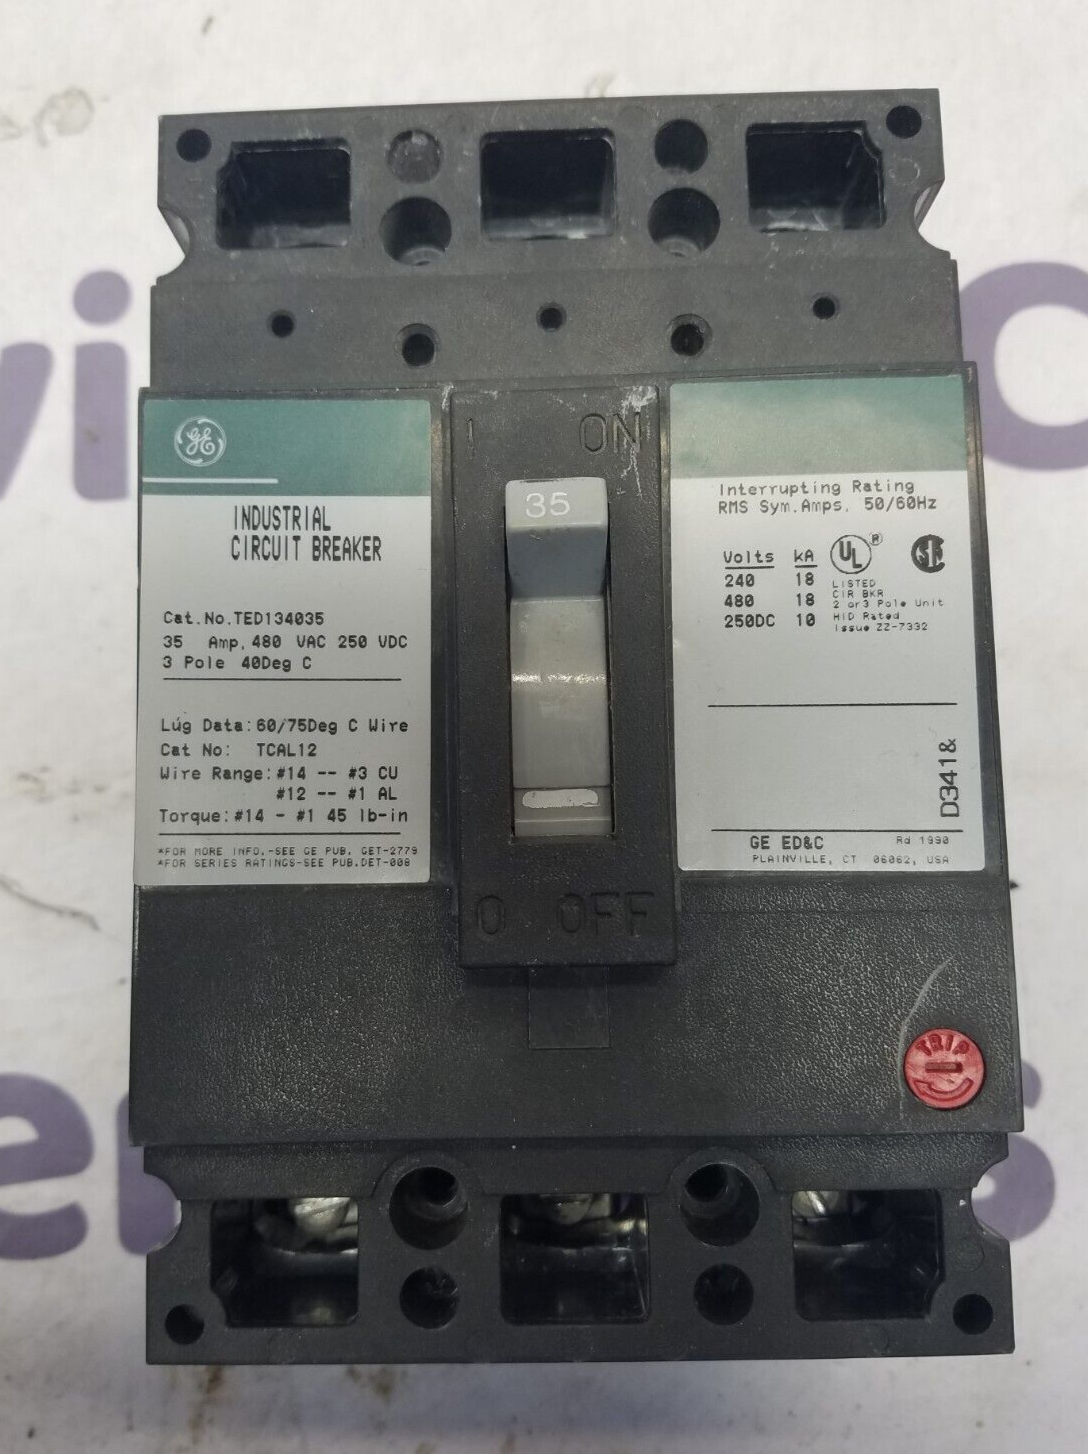 I ON
35
GE
INDUSTRIAL
CIRCUIT BREAKER
Cat.No.TED134035
35 Amp, 480 VAC 250 VDC
3 Pole 40Deg C
Lug Data:60/75Deg C Wire
Cat No: TCAL12
Wire Range:#14 -- #3 CU
#12 -- #1 AL
Torque:#14 - #1 45 lb-in
*FOR MORE INFO.-SEE GE PUB. GET-2779
*FOR SERIES RATINGS-SEE PUB.DET-008
Interrupting Rating
RMS Sym.Amps. 50/60Hz
Volts kA
240 18
480 18
250DC 10
UL ®
LISTED
CIR BKR
2 or3 Pole Unit
HID Rated
Issue ZZ-7332
D341&
GE ED&C Rd 1990
PLAINVILLE, CT 06062, USA
O OFF
TRIP